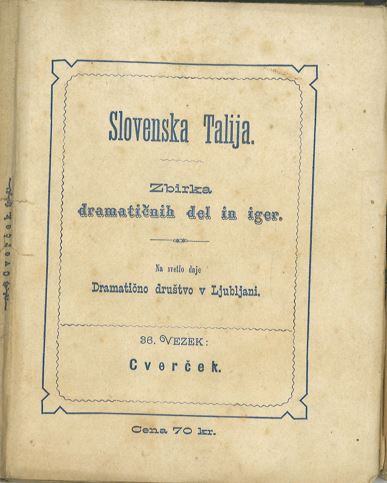 Slovenska Talija.
Zbirka
dramatičnih del in iger.
Na svetlo daje
Dramatično društvo v Ljubljani.
36. VEZEK:
Cverček.
Cena 70 kr.
Cverček